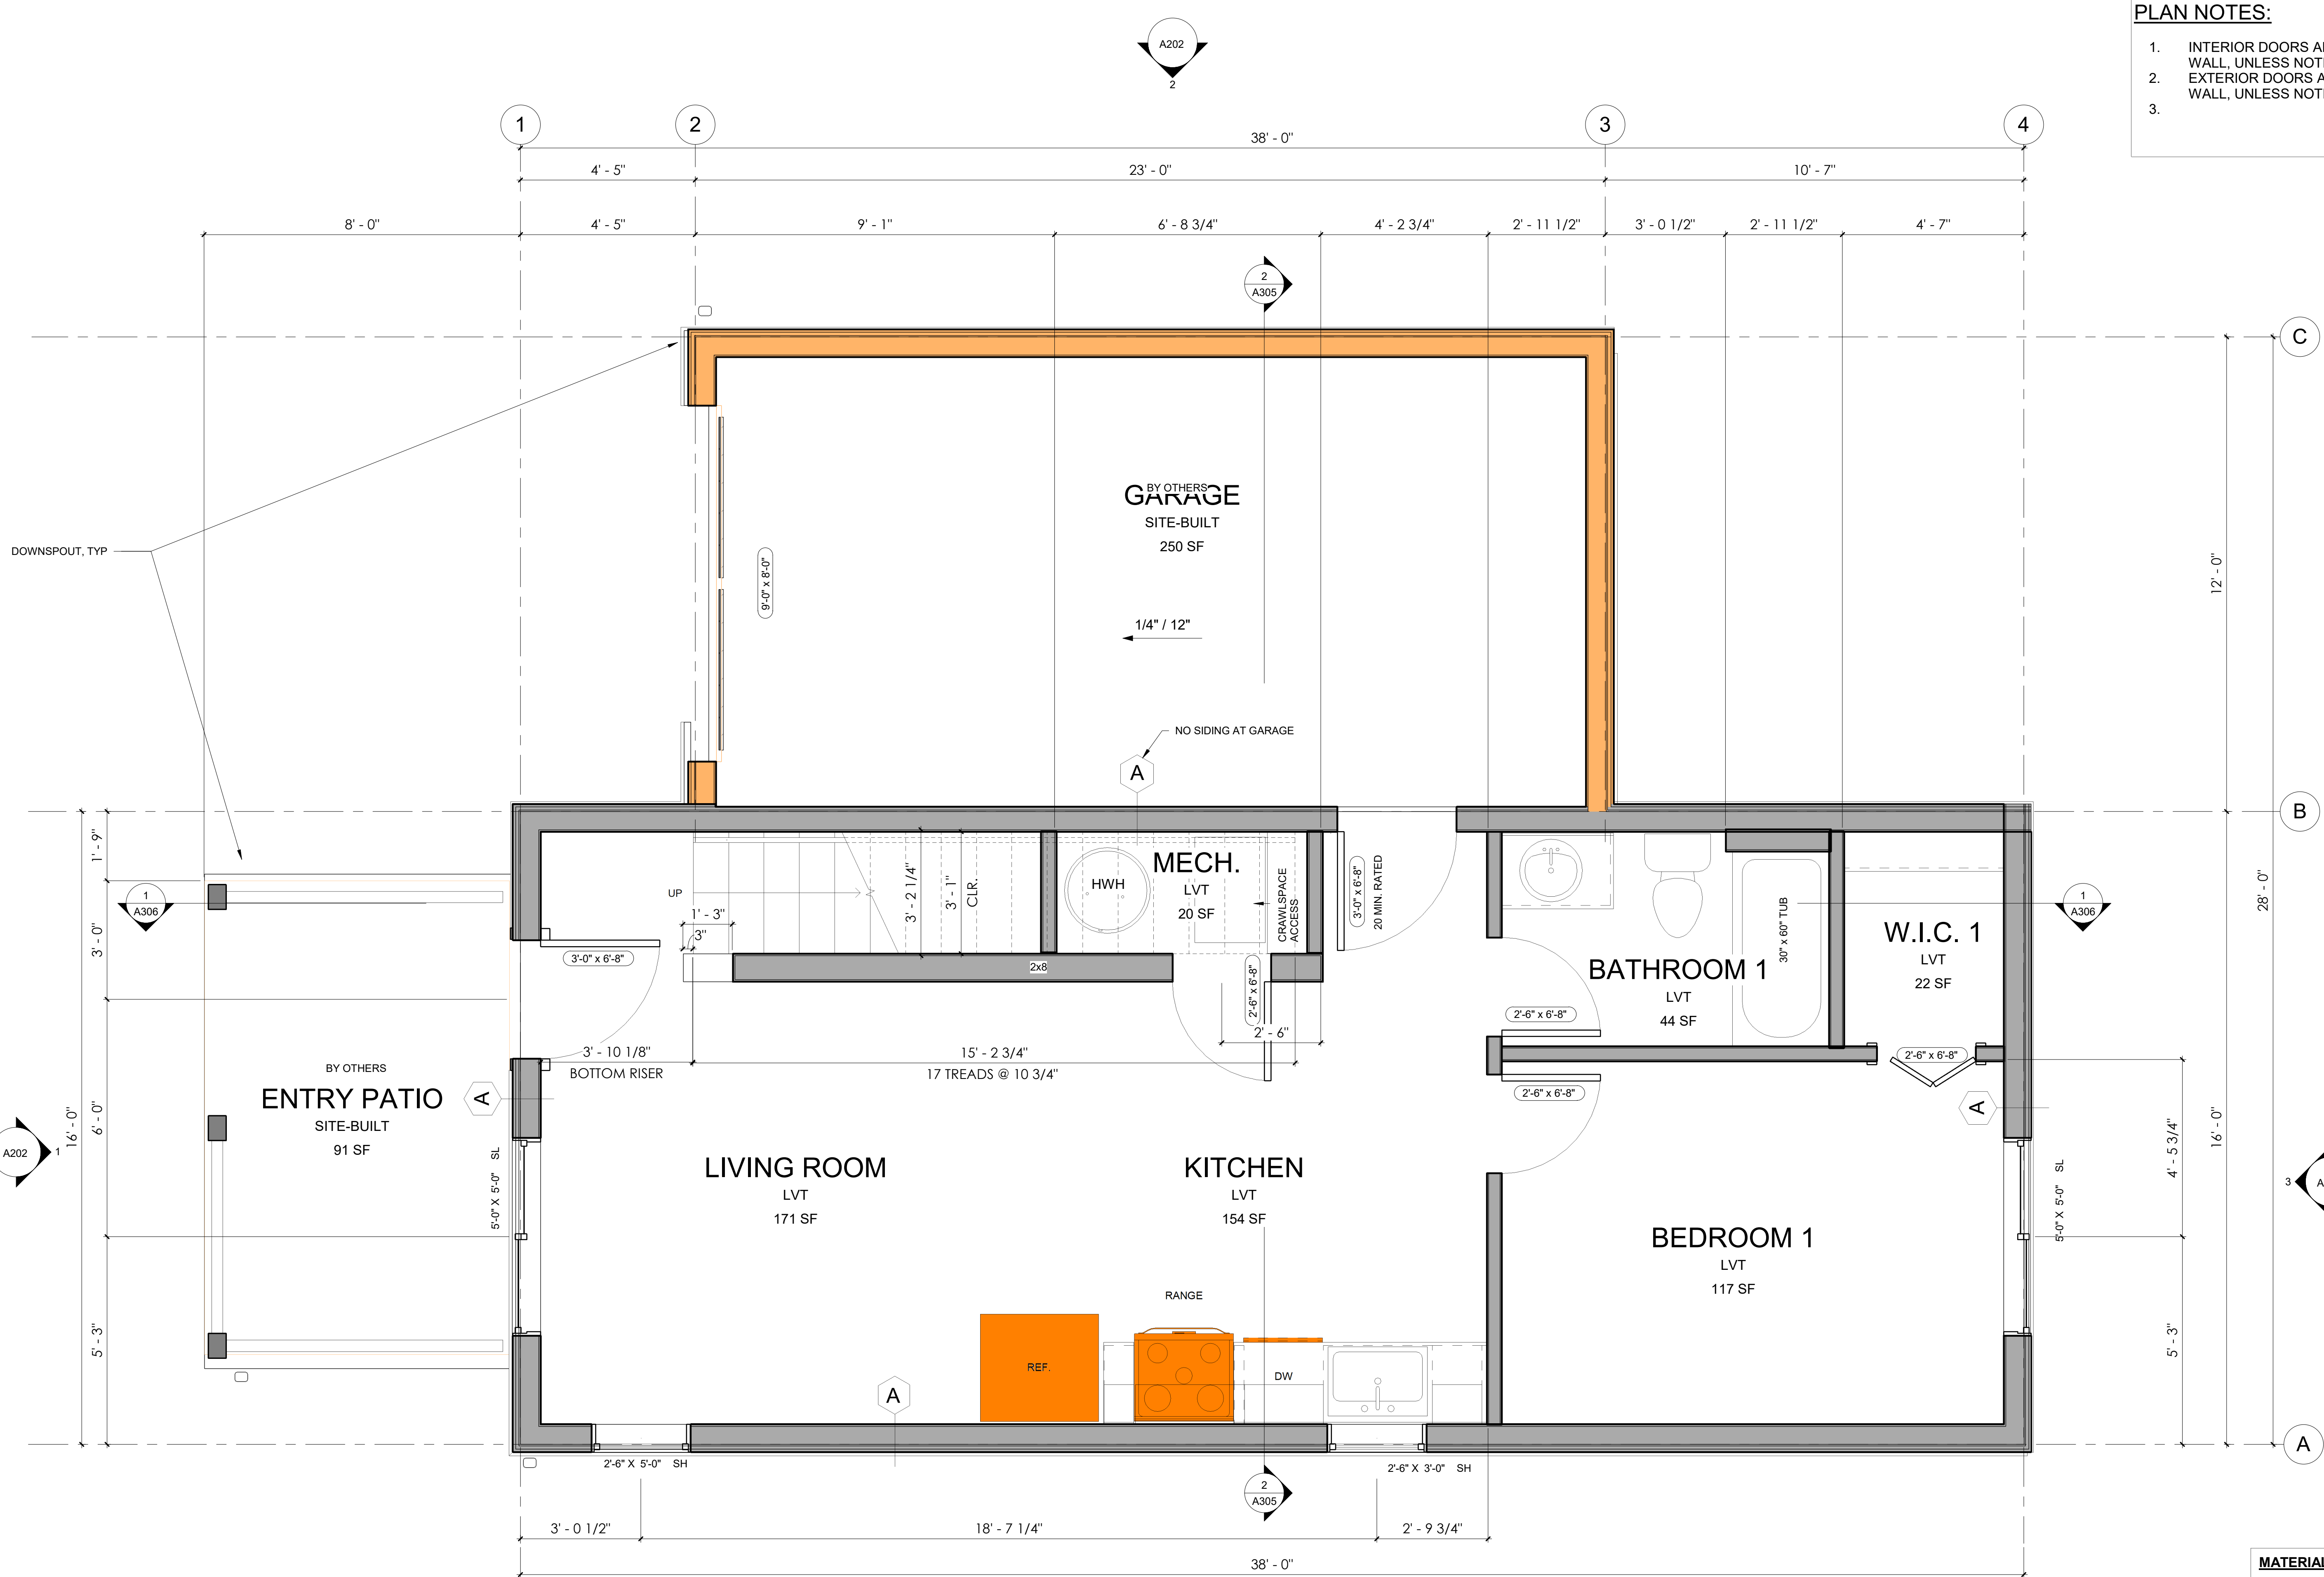 PLAN NOTES:
1. INTERIOR DOORS
WALL, UNLESS
2. EXTERIOR DOORS
WALL, UNLESS
3.
A202
2
1
2
3
4
38' - 0"
4' - 5"
23' - 0"
10' - 7"
8' - 0"
4' - 5"
9' - 1"
6' - 8 3/4"
4' - 2 3/4"
2' - 11 1/2"
3' - 0 1/2"
2' - 11 1/2"
4' - 7"
2
A305
C
BY OTHERS
GARAGE
SITE-BUILT
250 SF
DOWNSPOUT, TYP
9'-0" x 8'-0"
1/4" / 12"
12' - 0"
NO SIDING AT GARAGE
A
B
28' - 0"
1' - 9"
3' - 0"
6' - 0"
5' - 3"
16' - 0"
1
A306
UP
1' - 3"
3"
3' - 2 1/4"
3' - 1"
CLR.
HWH
MECH.
LVT
20 SF
CRAWLSPACE
ACCESS
3'-0" x 6'-8"
20 MIN. RATED
2x8
2'-6" x 6'-8"
2' - 6"
3'-0" x 6'-8"
30" x 60" TUB
BATHROOM 1
LVT
44 SF
W.I.C. 1
LVT
22 SF
1
A306
2'-6" x 6'-8"
2'-6" x 6'-8"
2'-6" x 6'-8"
3' - 10 1/8"
BOTTOM RISER
15' - 2 3/4"
17 TREADS @ 10 3/4"
BY OTHERS
ENTRY PATIO
SITE-BUILT
91 SF
A
A
A202
1
5'-0" X 5'-0" SL
LIVING ROOM
LVT
171 SF
KITCHEN
LVT
154 SF
BEDROOM 1
LVT
117 SF
5'-0" X 5'-0" SL
4' - 5 3/4"
5' - 3"
16' - 0"
3
RANGE
REF.
DW
A
A
2'-6" X 5'-0" SH
2'-6" X 3'-0" SH
2
A305
3' - 0 1/2"
18' - 7 1/4"
2' - 9 3/4"
38' - 0"